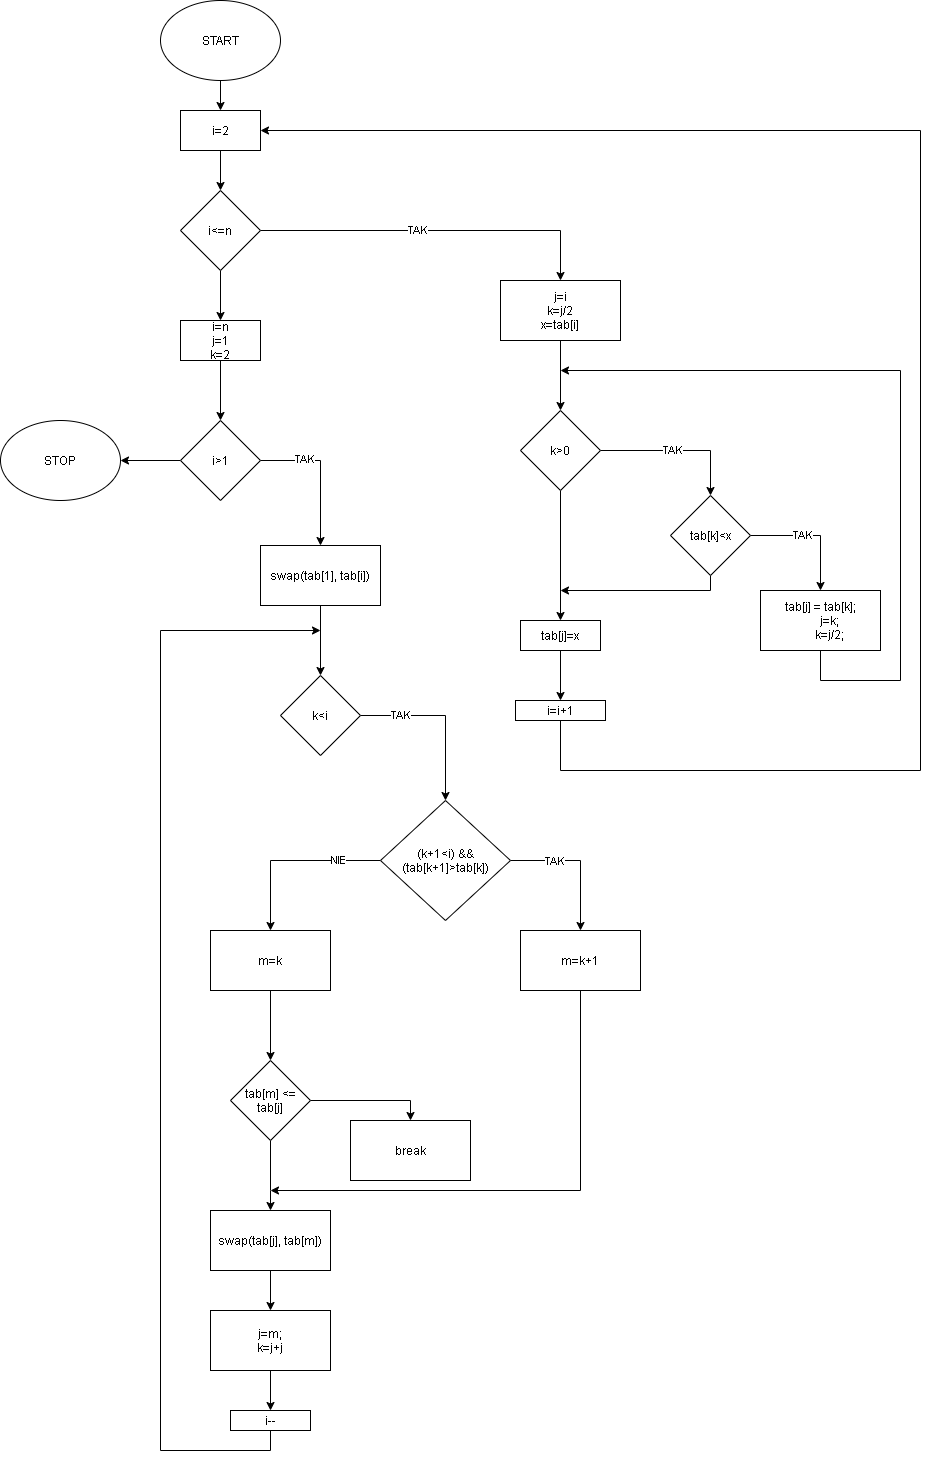 START
i=2
i<=n
TAK
i=n
j=1
k=2
j=i
k=j/2
x=tab[i]
k>0
TAK
STOP
i>1
TAK
tab[k]<x
TAK
swap(tab[1], tab[i])
tab[j] = tab[k];
j=k;
k=j/2;
tab[j]=x
i=i+1
k<i
TAK
(k+1<i) &&
(tab[k+1]>tab[k])
NIE
TAK
m=k
m=k+1
tab[m] <=
tab[j]
break
swap(tab[j], tab[m])
j=m;
k=j+j
i--